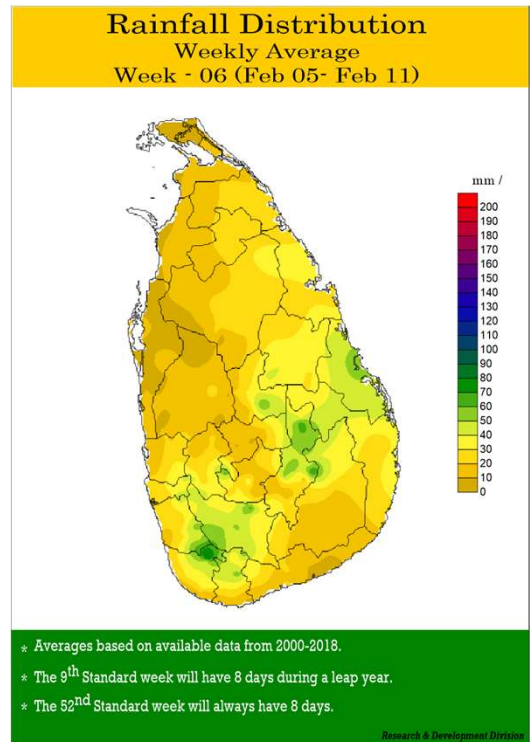 Rainfall Distribution
Weekly Average
Week - 06 (Feb 05- Feb 11)
mm /
200
190
180
170
160
150
140
130
120
110
100
90
80
70
60
50
40
30
20
10
0
* Averages based on available data from 2000-2018.
* The 9th Standard week will have 8 days during a leap year.
* The 52nd Standard week will always have 8 days.
Research & Development Division